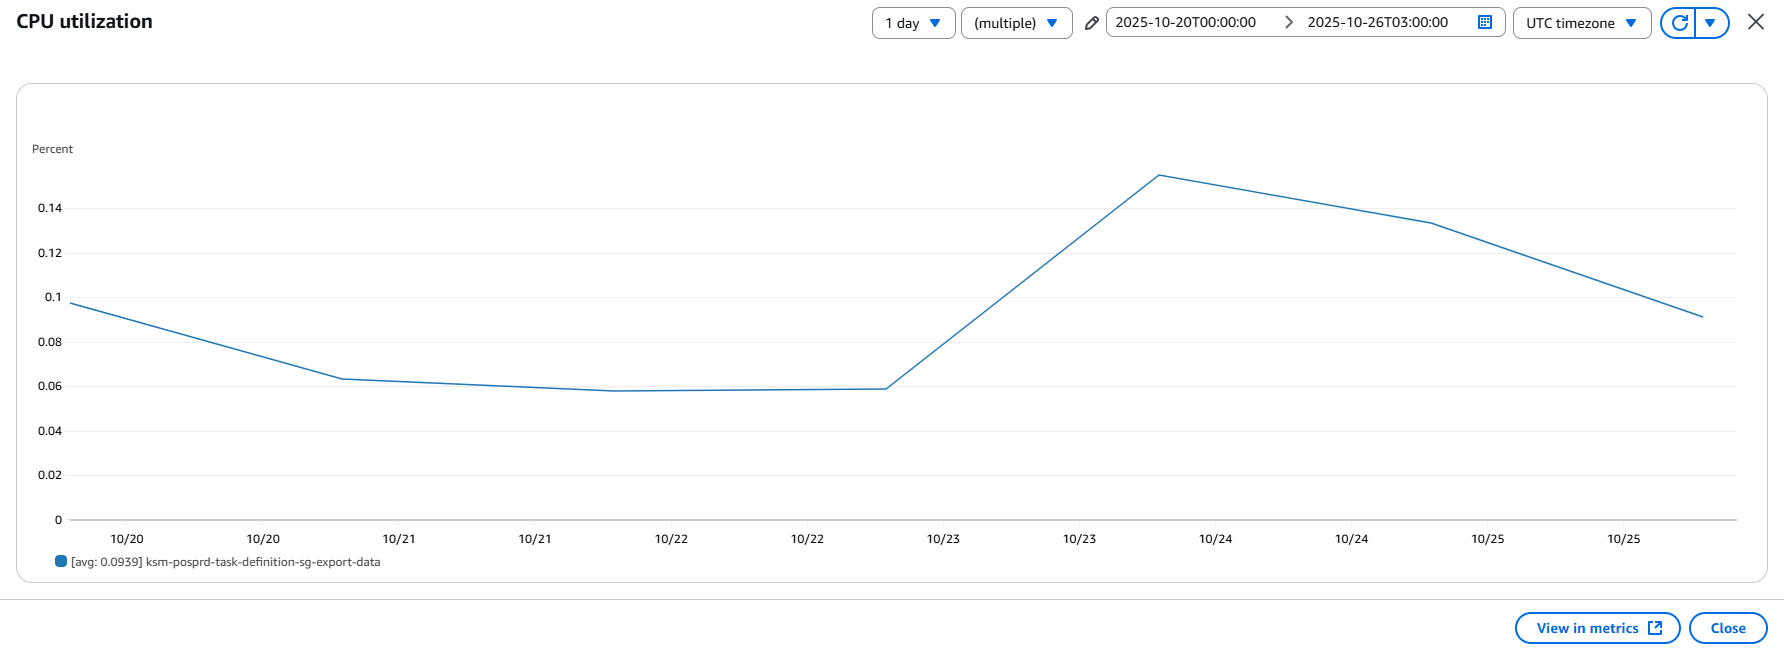 CPU utilization
1 day
(multiple)
2025-10-20T00:00:00
2025-10-26T03:00:00
UTC timezone
Percent
0.14
0.12
0.1
0.08
0.06
0.04
0.02
0
10/20 10/20 10/21 10/21 10/22 10/22 10/23 10/23 10/24 10/24 10/25 10/25
[avg: 0.0939] ksm-posprd-task-definition-sg-export-data
View in metrics
Close